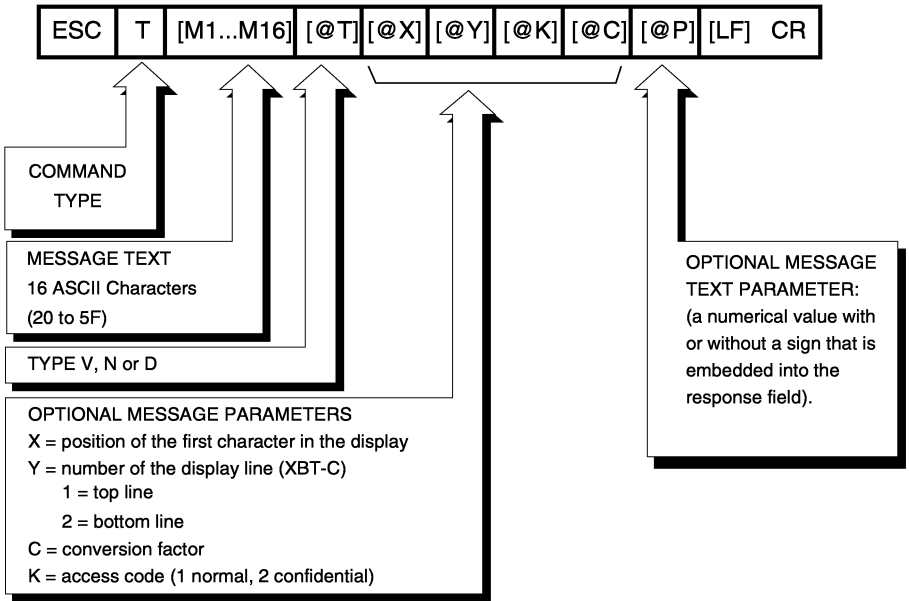 ESC T [M1...M16] [@T] [@X] [@Y] [@K] [@C] [@P] [LF] CR
COMMAND
TYPE
MESSAGE TEXT
16 ASCII Characters
(20 to 5F)
TYPE V, N or D
OPTIONAL MESSAGE PARAMETERS
X = position of the first character in the display
Y = number of the display line (XBT-C)
1 = top line
2 = bottom line
C = conversion factor
K = access code (1 normal, 2 confidential)
OPTIONAL MESSAGE
TEXT PARAMETER:
(a numerical value with
or without a sign that is
embedded into the
response field).